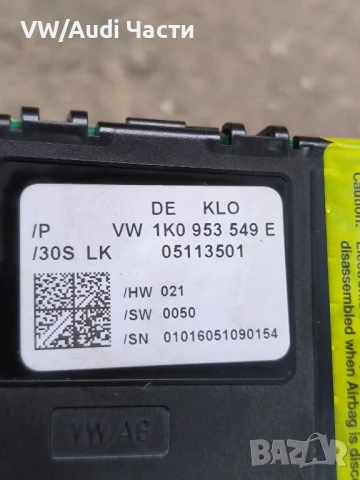 VW/Audi Части
DE KLO
/P VW 1K0 953 549 E
/30S LK 05113501
/HW 021
/SW 0050
/SN 01016051090154
VW AG
Caution:
disassembled when Airbag is disc
BAZAR